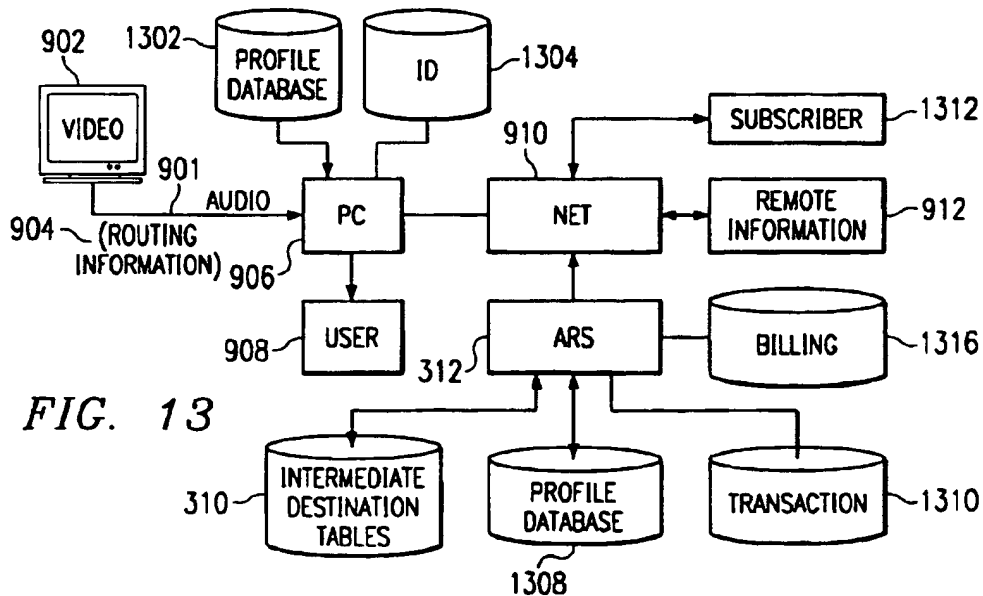 902
1302
PROFILE
DATABASE
ID
1304
VIDEO
901
AUDIO
904
(ROUTING
INFORMATION)
PC
906
910
NET
SUBSCRIBER
1312
REMOTE
INFORMATION
912
USER
908
ARS
312
BILLING
1316
FIG. 13
INTERMEDIATE
DESTINATION
TABLES
310
PROFILE
DATABASE
1308
TRANSACTION
1310